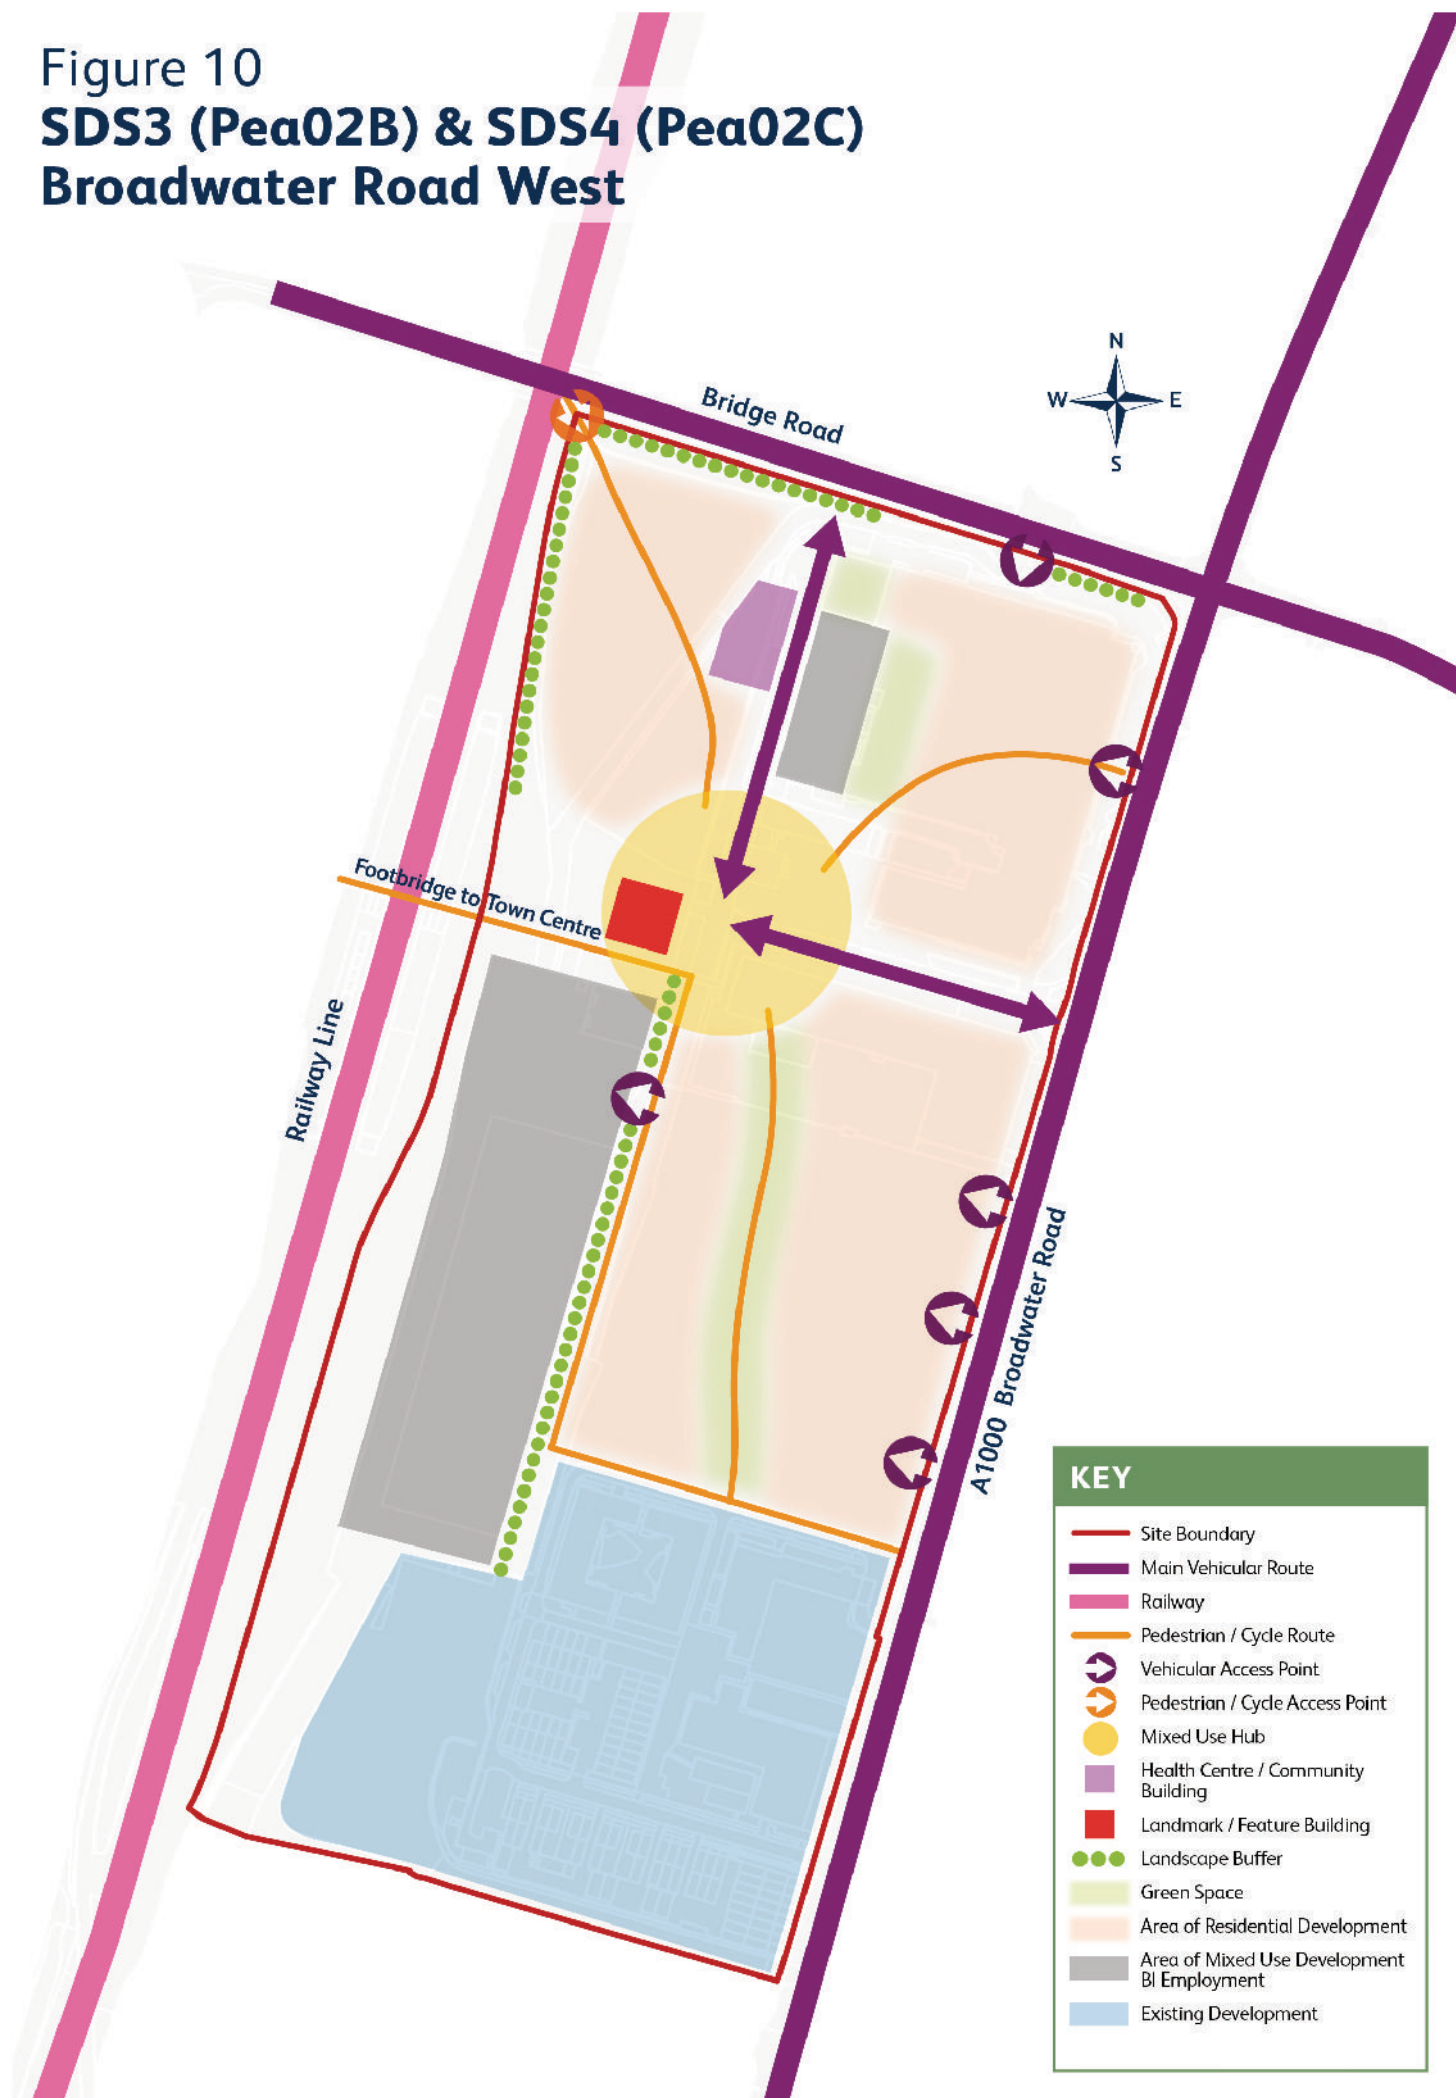 Figure 10
SDS3 (Pea02B) & SDS4 (Pea02C)
Broadwater Road West
N
W E
S
Bridge Road
Footbridge to Town Centre
Railway Line
A1000 Broadwater Road
KEY
Site Boundary
Main Vehicular Route
Railway
Pedestrian / Cycle Route
Vehicular Access Point
Pedestrian / Cycle Access Point
Mixed Use Hub
Health Centre / Community
Building
Landmark / Feature Building
Landscape Buffer
Green Space
Area of Residential Development
Area of Mixed Use Development
BI Employment
Existing Development